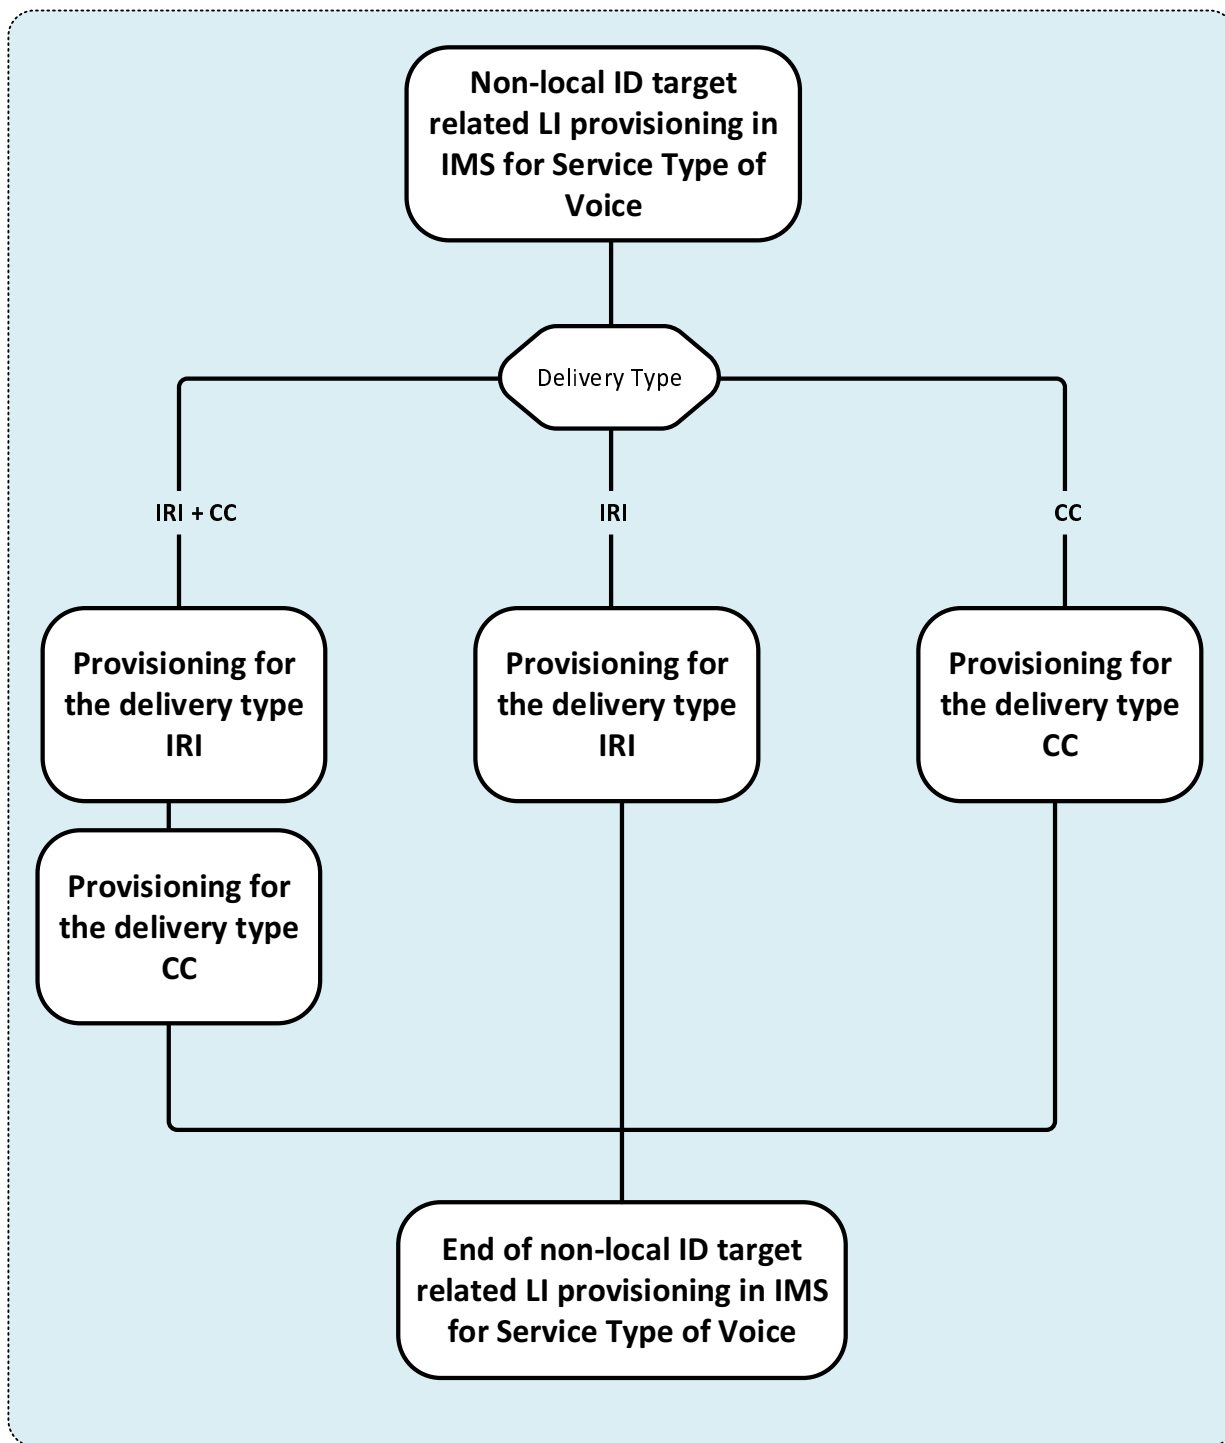 Non-local ID target
related LI provisioning in
IMS for Service Type of
Voice
Delivery Type
IRI + CC
IRI
CC
Provisioning for
the delivery type
IRI
Provisioning for
the delivery type
IRI
Provisioning for
the delivery type
CC
Provisioning for
the delivery type
CC
End of non-local ID target
related LI provisioning in IMS
for Service Type of Voice